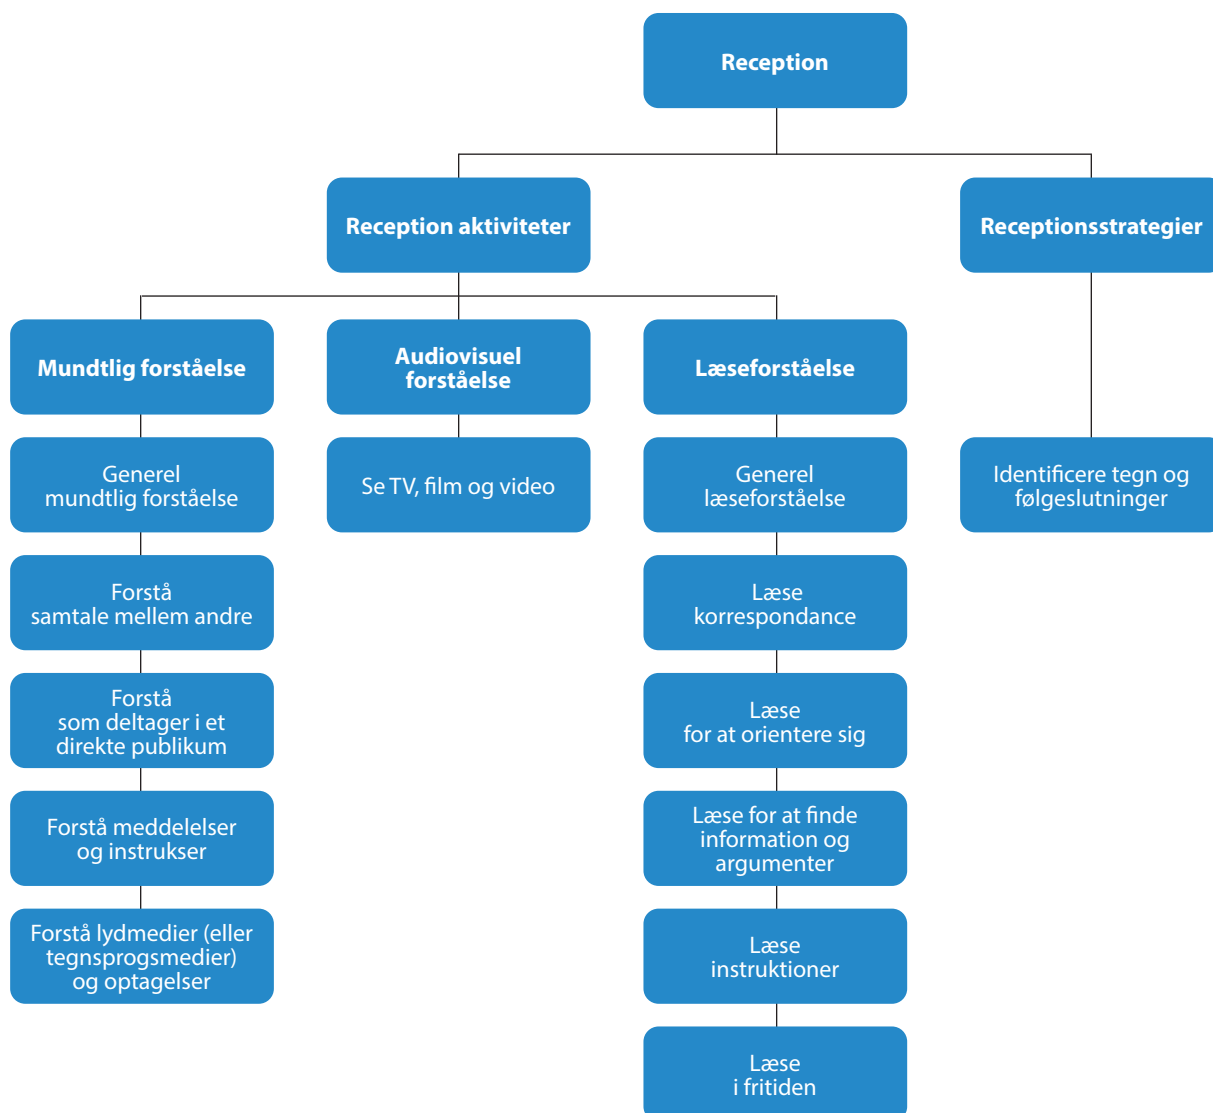 Reception
Reception aktiviteter
Receptionsstrategier
Mundtlig forståelse
Audiovisuel
forståelse
Læseforståelse
Generel
mundtlig forståelse
Se TV, film og video
Generel
læseforståelse
Identificere tegn og
følgeslutninger
Forstå
samtale mellem andre
Læse
korrespondance
Forstå
som deltager i et
direkte publikum
Læse
for at orientere sig
Forstå meddelelser
og instrukser
Læse for at finde
information og
argumenter
Forstå lydmedier (eller
tegnsprogsmedier)
og optagelser
Læse
instruktioner
Læse
i fritiden